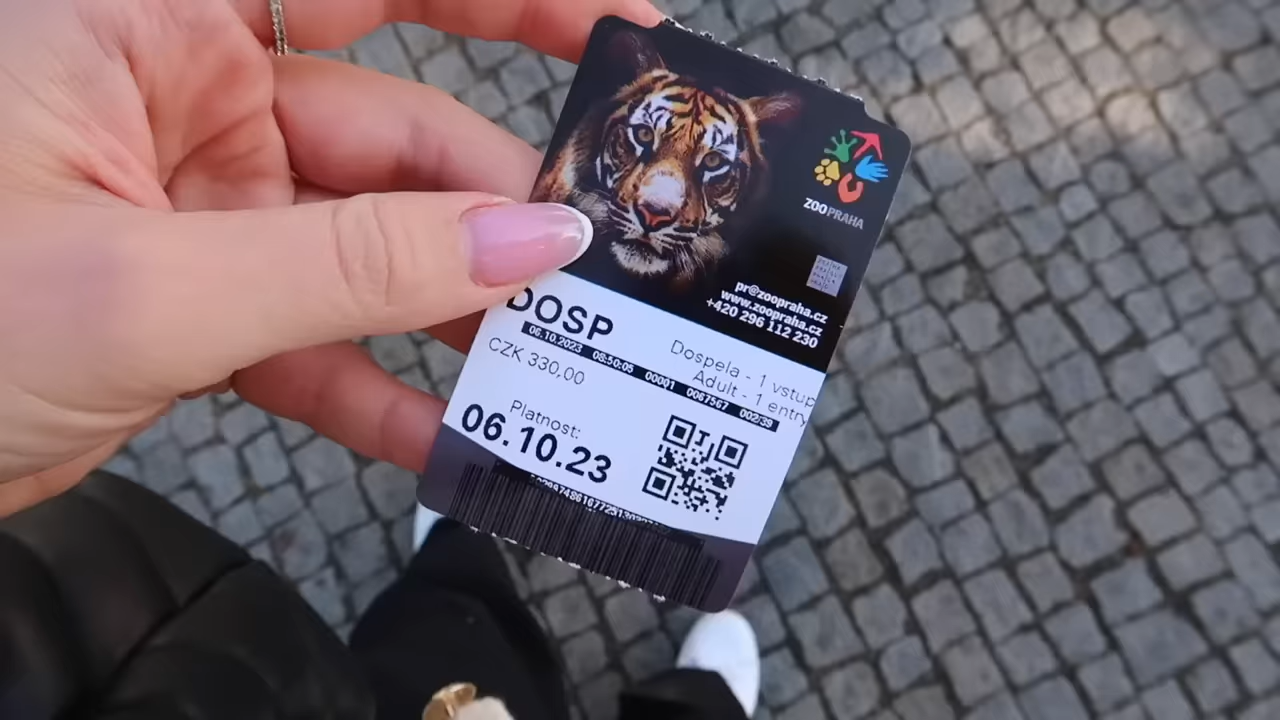 ZOO PRAHA
pr@zoopraha.cz
www.zoopraha.cz
+420 296 112 230
DOSP
Dospela - 1 vstup
Adult - 1 entry
06.10.2023 08:50:05 00001 0067567 002/39
CZK 330,00
Platnost:
06.10.23